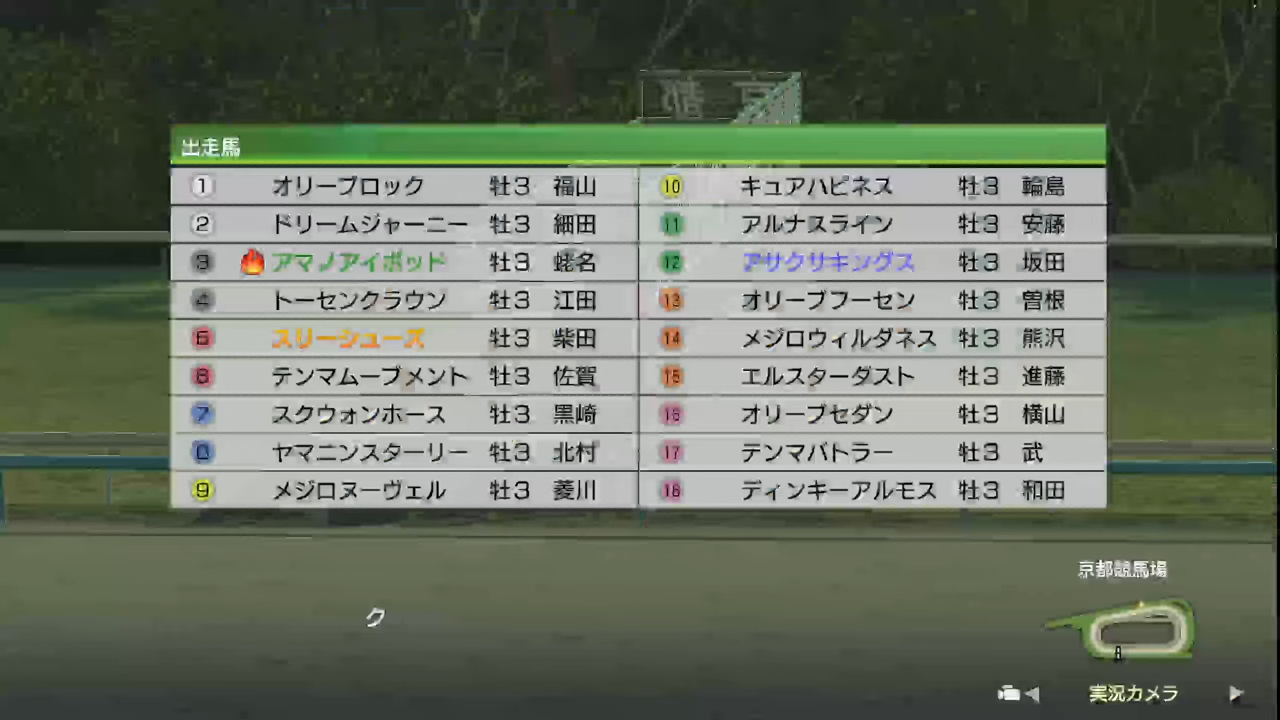 京都
出走馬
1 オリーブロック 牡3 福山
2 ドリームジャーニー 牡3 細田
3 アマノアイポッド 牡3 蛯名
4 トーセンクラウン 牡3 江田
5 スリーシューズ 牡3 柴田
6 テンマムーブメント 牡3 佐賀
7 スクウォンホース 牡3 黒崎
8 ヤマニンスターリー 牡3 北村
9 メジロヌーヴェル 牡3 菱川
10 キュアハピネス 牡3 輪島
11 アルナスライン 牡3 安藤
12 アサクサキングス 牡3 坂田
13 オリーブフーセン 牡3 曽根
14 メジロウィルダネス 牡3 熊沢
15 エルスターダスト 牡3 進藤
16 オリーブセダン 牡3 横山
17 テンマバトラー 牡3 武
18 ディンキーアルモス 牡3 和田
京都競馬場
ク
実況カメラ